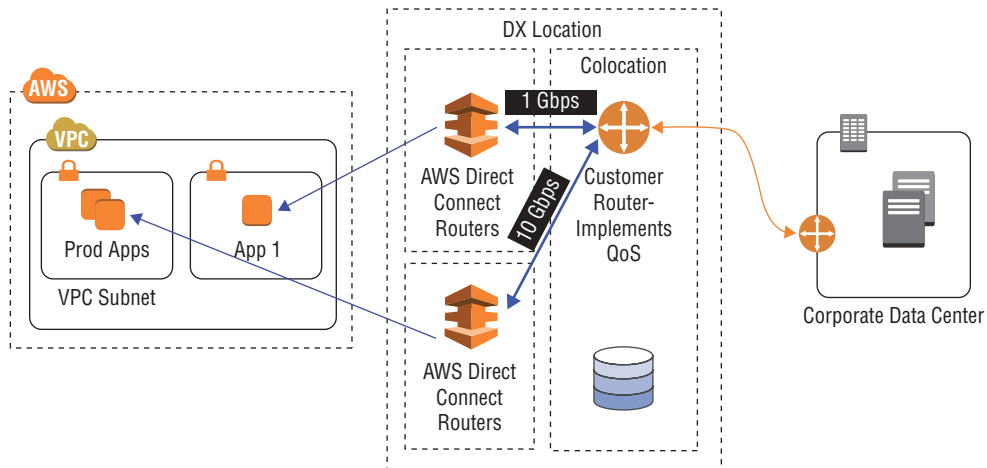 DX Location
Colocation
AWS
VPC
1 Gbps
AWS Direct
Connect
Routers
Customer
Router-
Implements
QoS
10 Gbps
Prod Apps
App 1
VPC Subnet
Corporate Data Center
AWS Direct
Connect
Routers